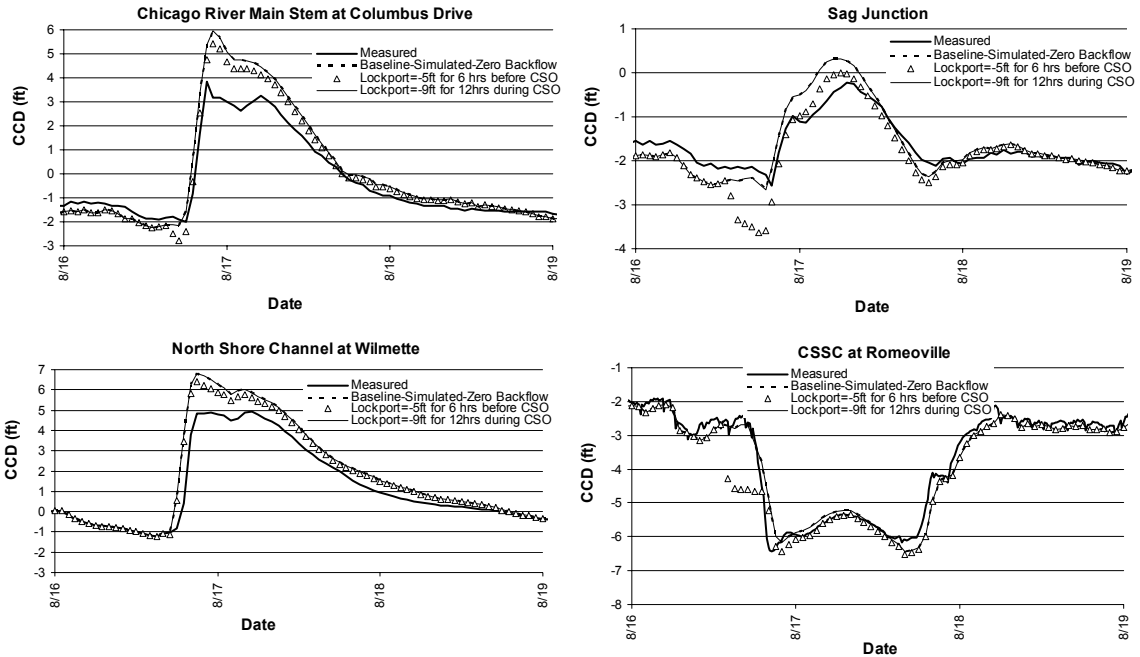 Chicago River Main Stem at Columbus Drive
6
5
4
3
2
1
0
-1
-2
-3
CCD (ft)
Measured
Baseline-Simulated-Zero Backflow
Lockport=-5ft for 6 hrs before CSO
Lockport=-9ft for 12hrs during CSO
8/16
8/17
8/18
8/19
Date
Sag Junction
1
0
-1
-2
-3
-4
CCD (ft)
Measured
Baseline-Simulated-Zero Backflow
Lockport=-5ft for 6 hrs before CSO
Lockport=-9ft for 12hrs during CSO
8/16
8/17
8/18
8/19
Date
North Shore Channel at Wilmette
7
6
5
4
3
2
1
0
-1
-2
-3
CCD (ft)
Measured
Baseline-Simulated-Zero Backflow
Lockport=-5ft for 6 hrs before CSO
Lockport=-9ft for 12hrs during CSO
8/16
8/17
8/18
8/19
Date
CSSC at Romeoville
-1
-2
-3
-4
-5
-6
-7
-8
CCD (ft)
Measured
Baseline-Simulated-Zero Backflow
Lockport=-5ft for 6 hrs before CSO
Lockport=-9ft for 12hrs during CSO
8/16
8/17
8/18
8/19
Date